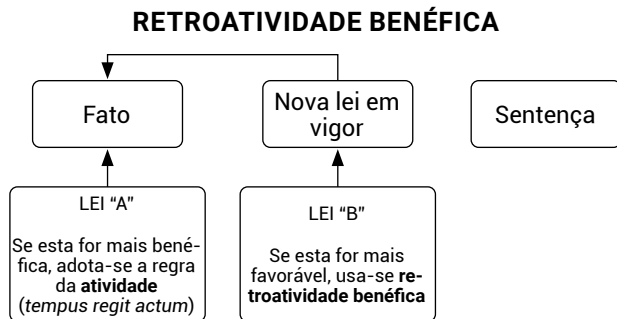 RETROATIVIDADE BENÉFICA
Fato
Nova lei em
vigor
Sentença
LEI “A”
Se esta for mais bené-
fica, adota-se a regra
da atividade
(tempus regit actum)
LEI “B”
Se esta for mais
favorável, usa-se re-
troatividade benéfica